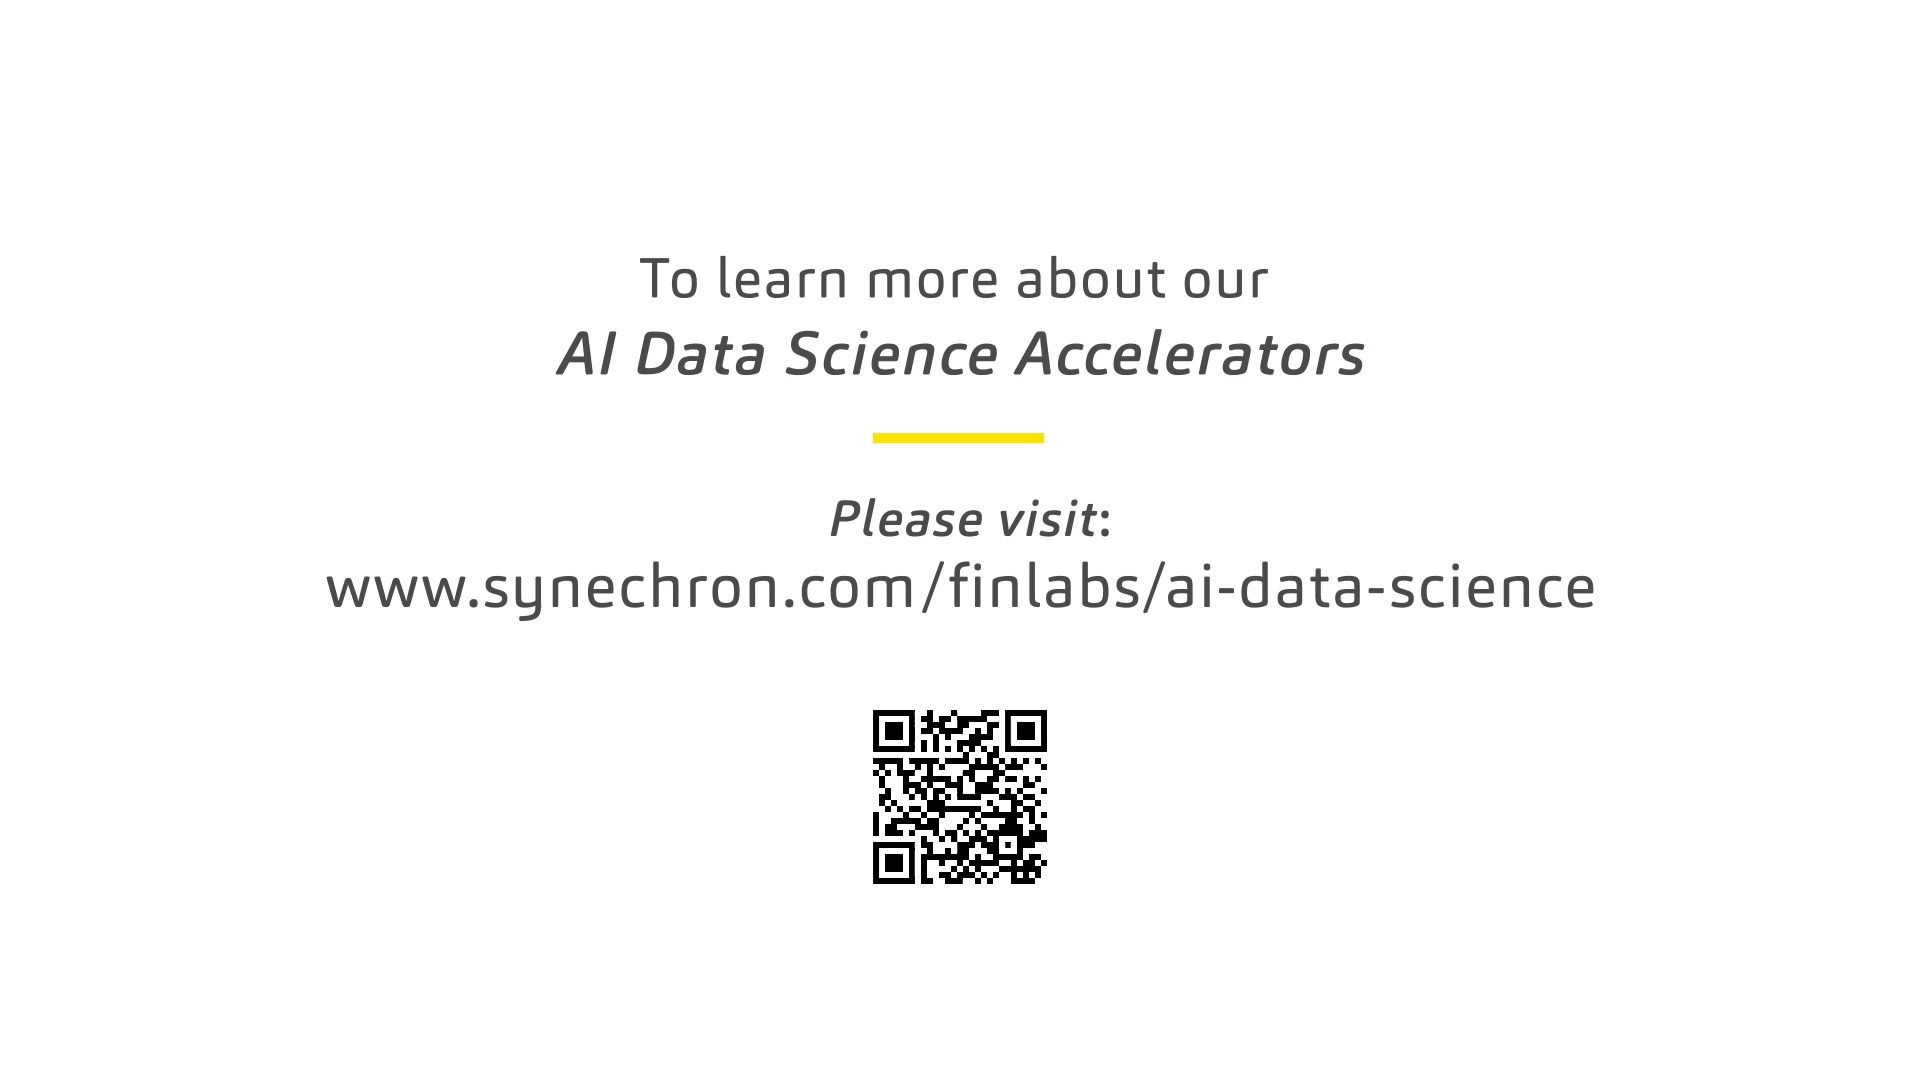 To learn more about our
AI Data Science Accelerators
Please visit:
www.synechron.com/finlabs/ai-data-science